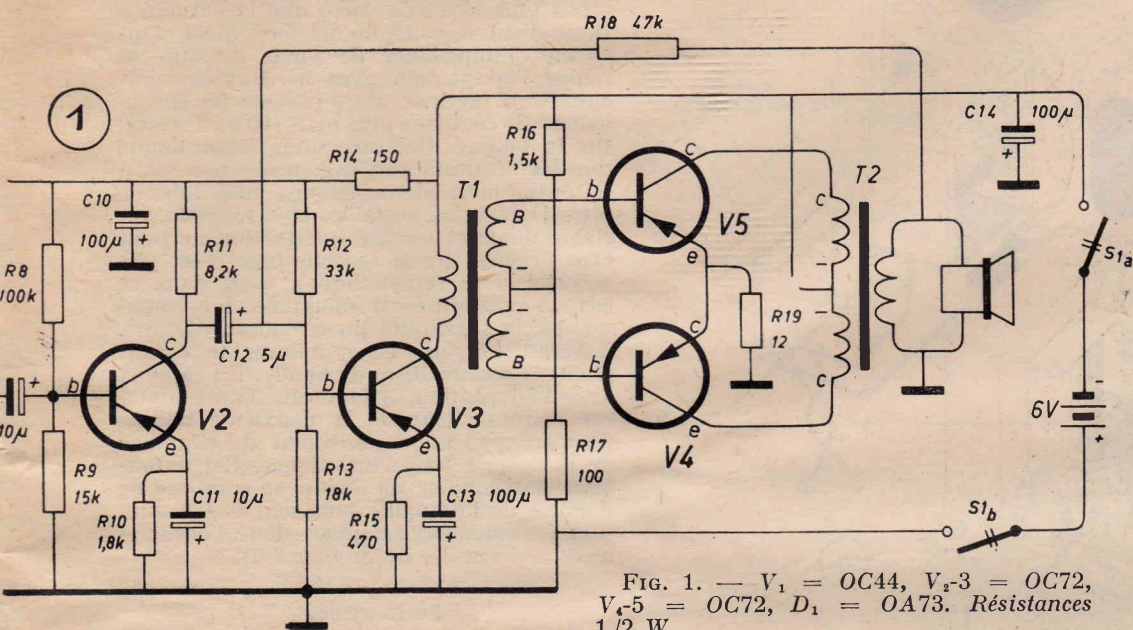 R18 47k
1
C14 100µ
R16 1,5k
R14 150
T1
c
V5
T2
C10 100µ
R11 8,2k
R12 33k
b
B
c
e
S1a
R8 100k
C12 5µ
c
c
R19 12
b
V2
b
V3
B
b
c
V4
e
c
6V
-
+
10µ
R9 15k
e
R10 1,8k
C11 10µ
R13 18k
e
R15 470
C13 100µ
R17 100
S1b
FIG. 1. — V₁ = OC44, V₂-3 = OC72,
V₄-5 = OC72, D₁ = OA73. Résistances
1/2 W.